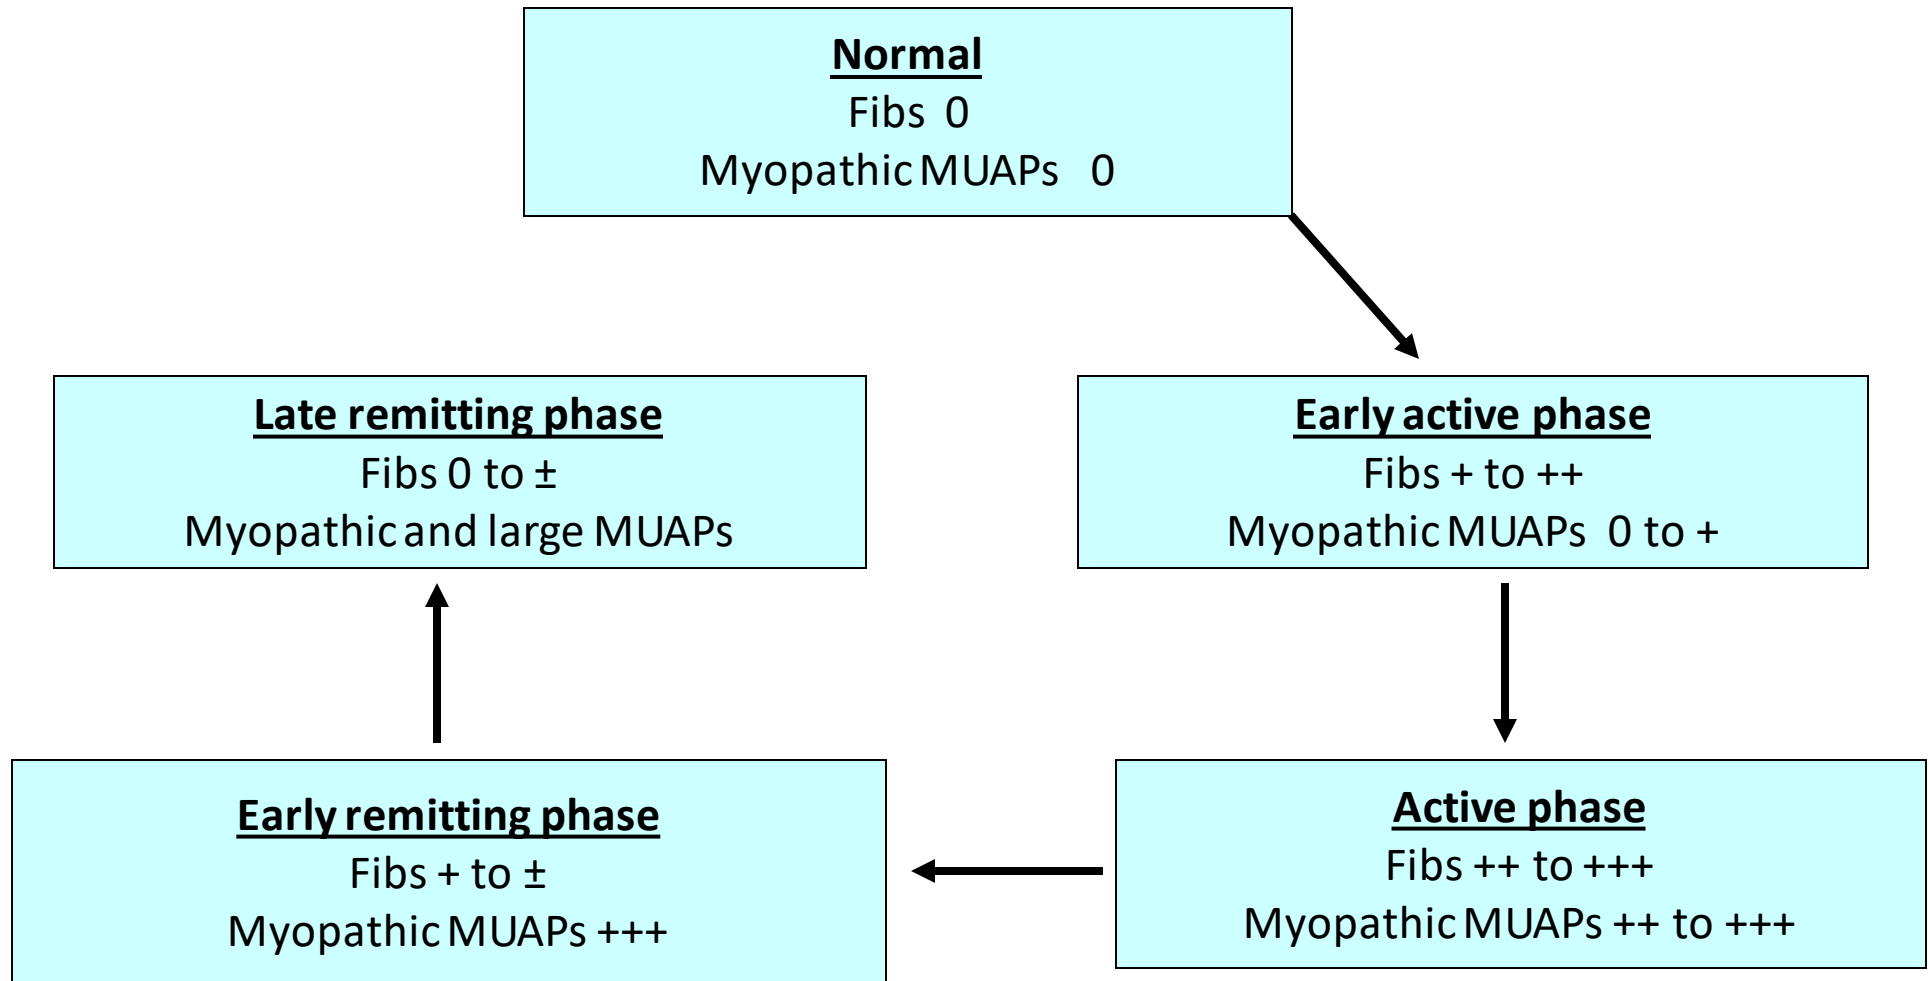 Normal
Fibs 0
Myopathic MUAPs 0
Early active phase
Fibs + to ++
Myopathic MUAPs 0 to +
Active phase
Fibs ++ to +++
Myopathic MUAPs ++ to +++
Early remitting phase
Fibs + to ±
Myopathic MUAPs +++
Late remitting phase
Fibs 0 to ±
Myopathic and large MUAPs